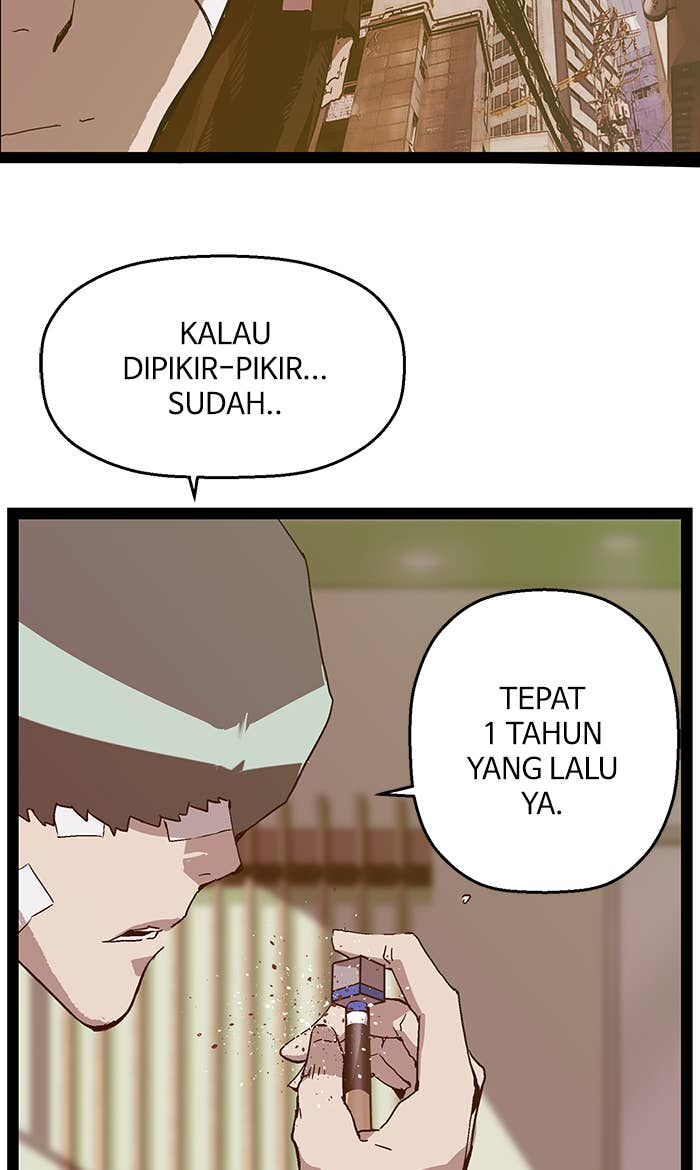 KALAU
DIPIKIR-PIKIR...
SUDAH..
TEPAT
1 TAHUN
YANG LALU
YA.